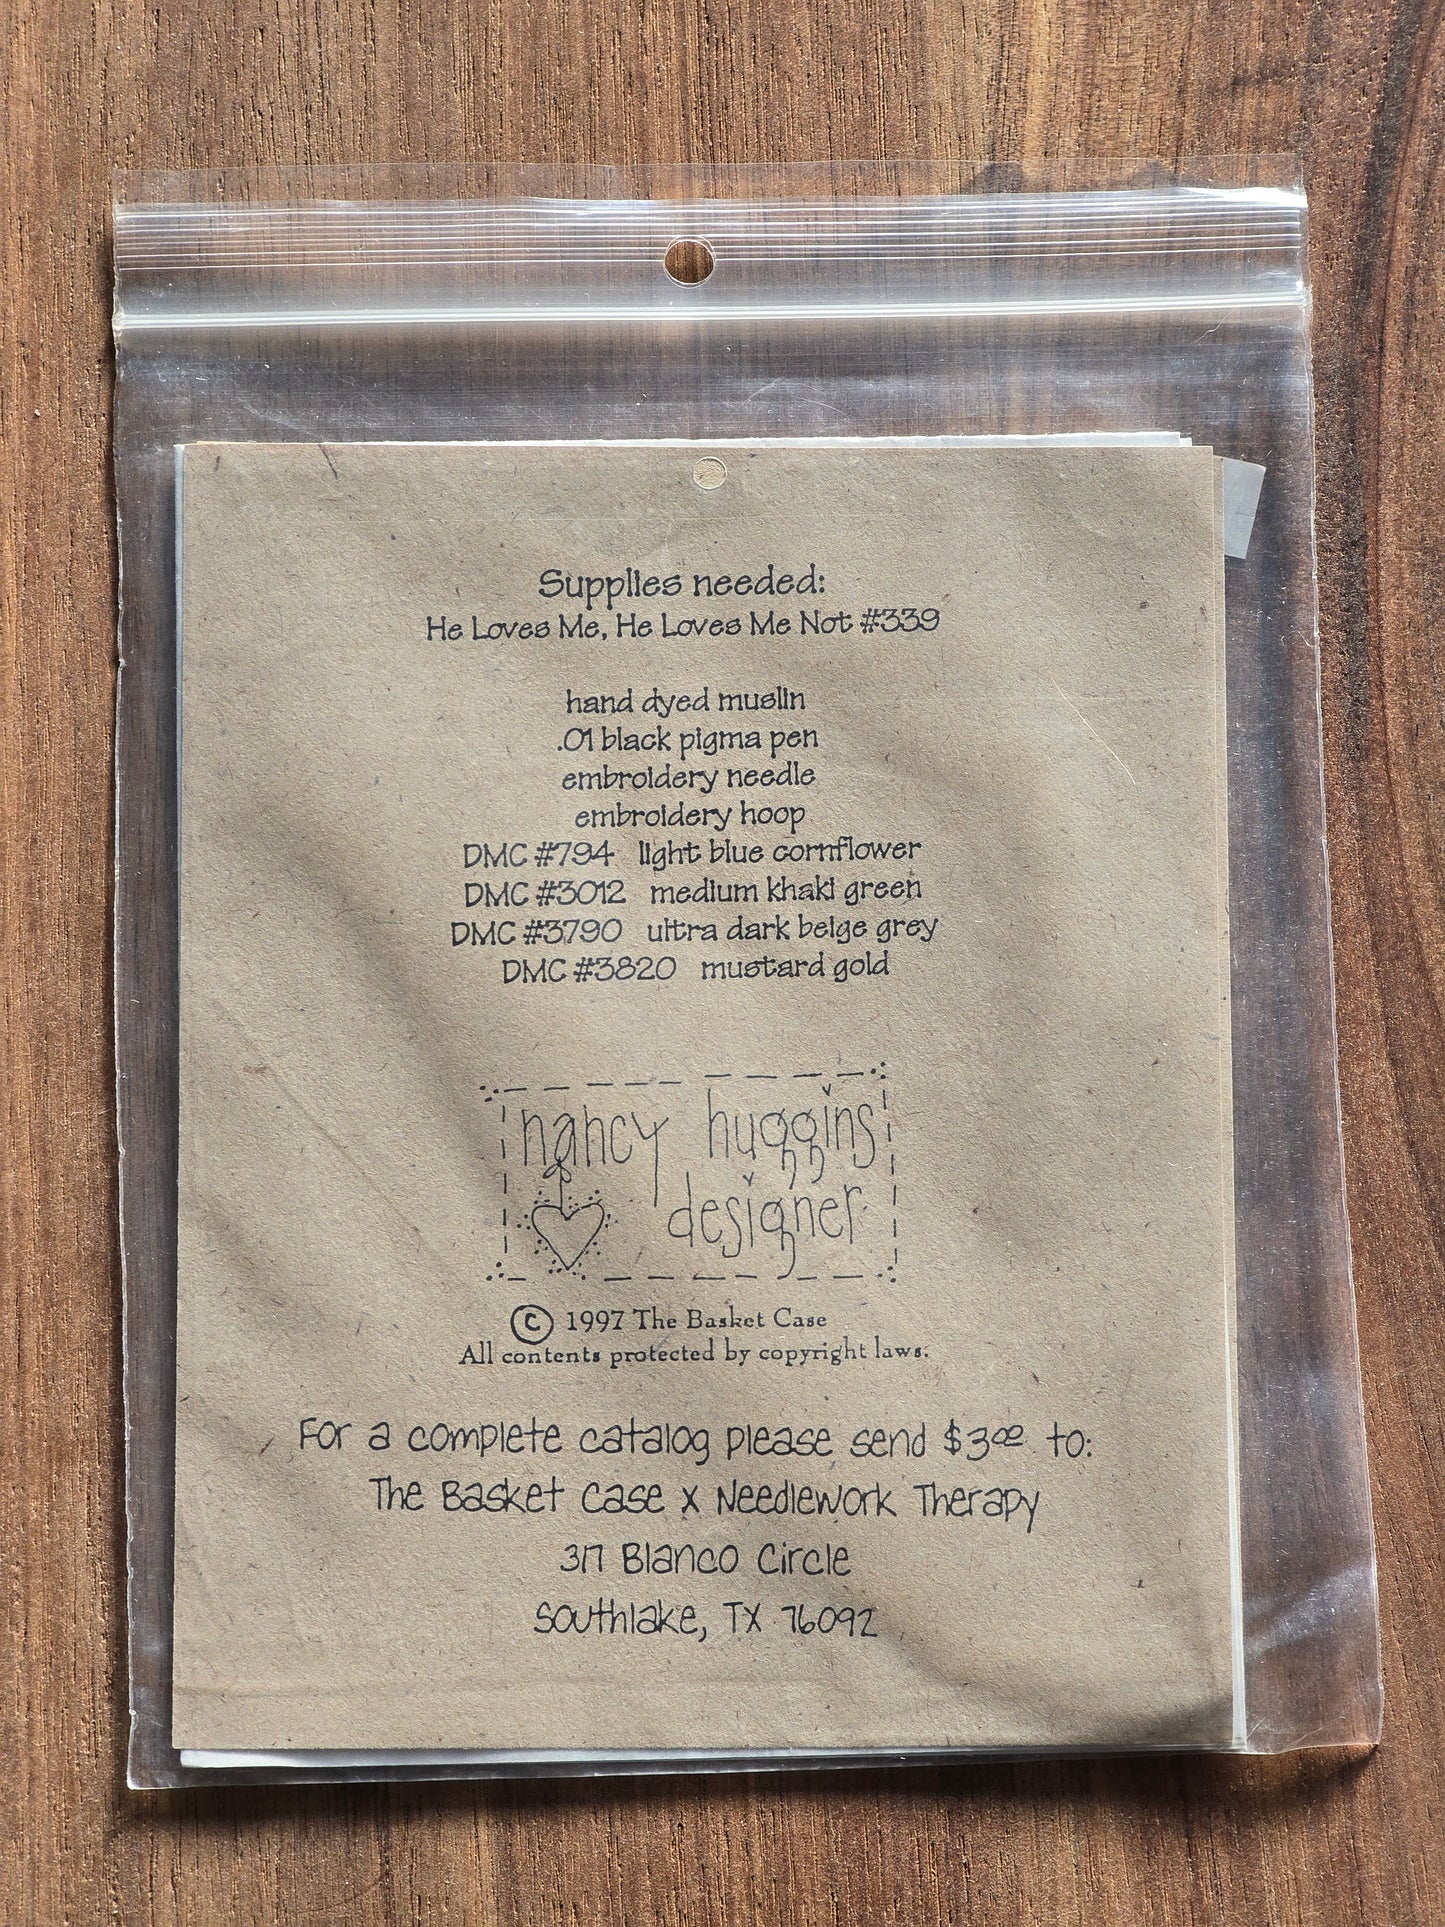 Supplies needed:
He Loves Me, He Loves Me Not #339
hand dyed muslin
.01 black pigma pen
embroidery needle
embroidery hoop
DMC #794 light blue cornflower
DMC #3012 medium khaki green
DMC #3790 ultra dark beige grey
DMC #3820 mustard gold
nancy huggins
designer
© 1997 The Basket Case
All contents protected by copyright laws.
For a complete catalog please send $3.00 to:
The Basket Case x Needlework Therapy
317 Blanco Circle
Southlake, TX 76092